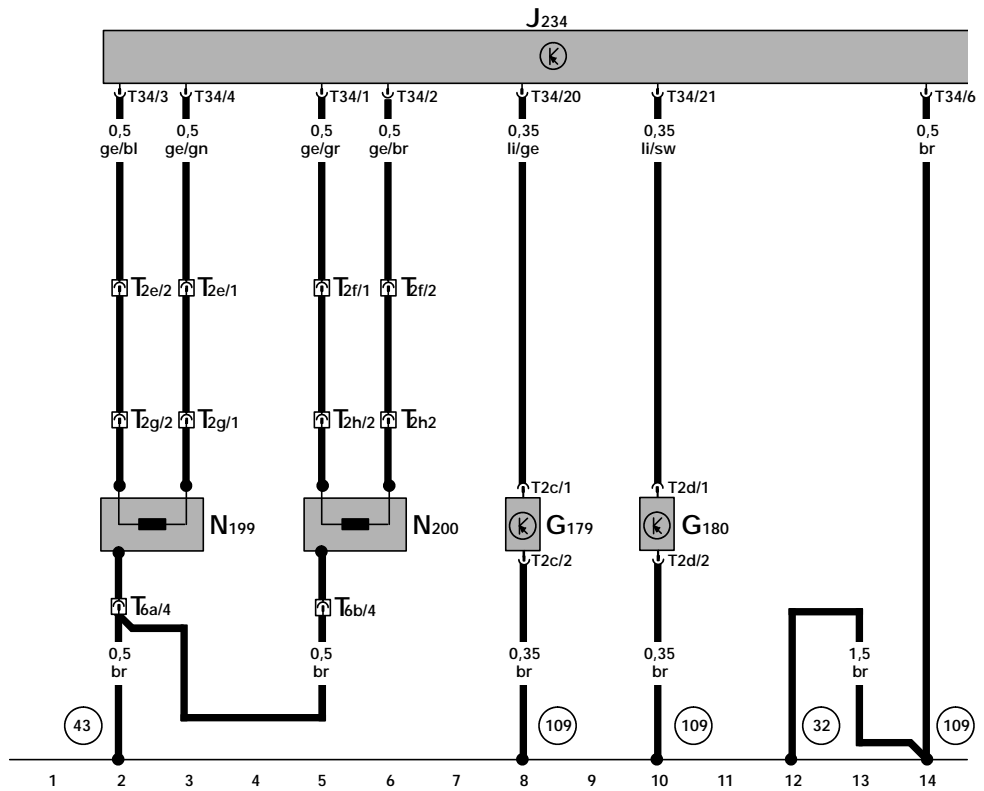 J234
T34/3 T34/4 T34/1 T34/2 T34/20 T34/21 T34/6
0,5 0,5 0,5 0,5 0,35 0,35 0,5
ge/bl ge/gn ge/gr ge/br li/ge li/sw br
T2e/2 T2e/1 T2f/1 T2f/2
T2g/2 T2g/1 T2h/2 T2h2
T2c/1 T2d/1
N199 N200 G179 G180
T2c/2 T2d/2
T6a/4 T6b/4
0,5 0,5 0,35 0,35 1,5
br br br br br
43 109 109 32 109
1 2 3 4 5 6 7 8 9 10 11 12 13 14